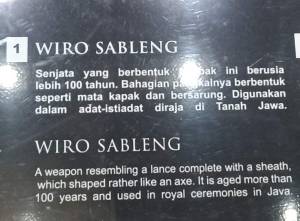 1 WIRO SABLENG
Senjata yang berbentuk ini berusia
lebih 100 tahun. Bahagian pangkalnya berbentuk
seperti mata kapak dan bersarung. Digunakan
dalam adat-istiadat diraja di Tanah Jawa.
WIRO SABLENG
A weapon resembling a lance complete with a sheath,
which shaped rather like an axe. It is aged more than
100 years and used in royal ceremonies in Java.